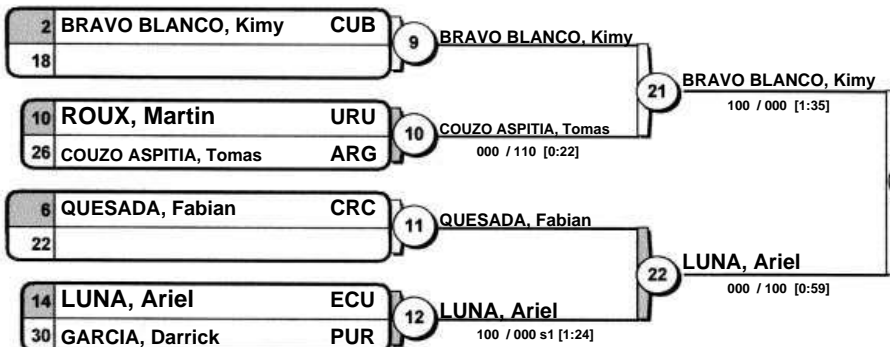 2 BRAVO BLANCO, Kimy CUB
18
9 BRAVO BLANCO, Kimy
21 BRAVO BLANCO, Kimy
100 / 000 [1:35]
10 ROUX, Martin URU
26 COUZO ASPITIA, Tomas ARG
10 COUZO ASPITIA, Tomas
000 / 110 [0:22]
6 QUESADA, Fabian CRC
22
11 QUESADA, Fabian
22 LUNA, Ariel
000 / 100 [0:59]
14 LUNA, Ariel ECU
30 GARCIA, Darrick PUR
12 LUNA, Ariel
100 / 000 s1 [1:24]